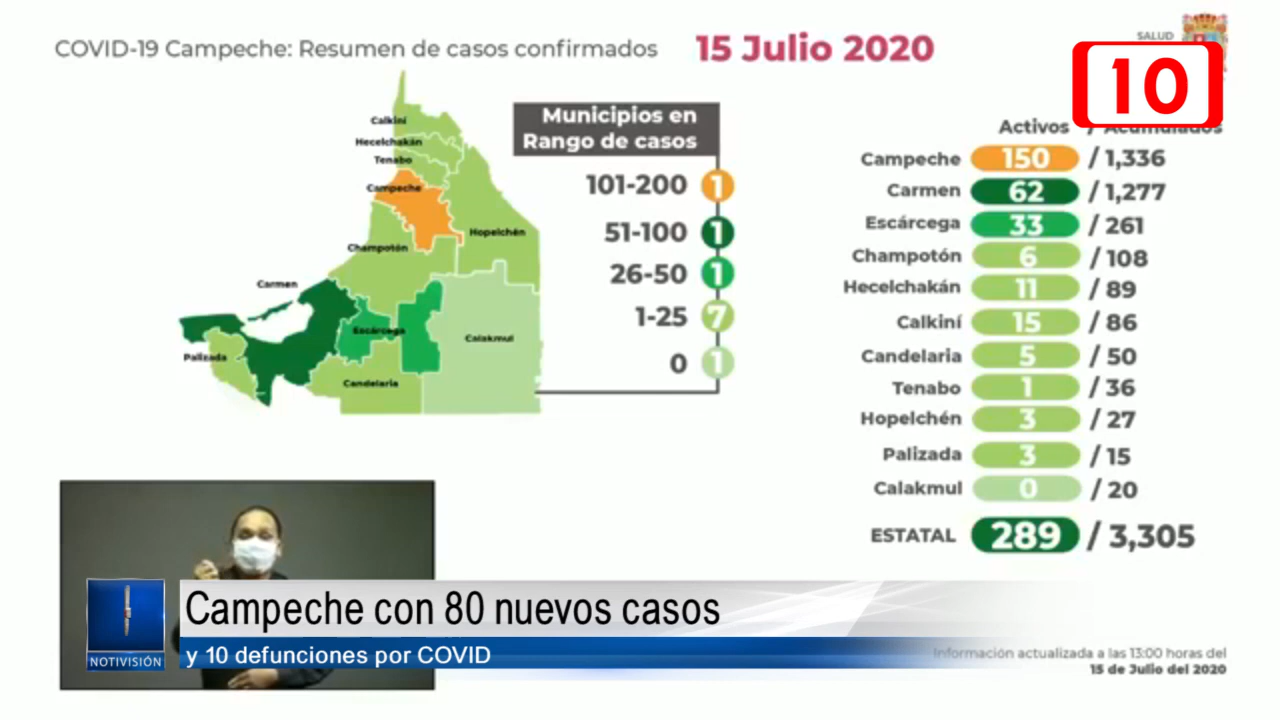 COVID-19 Campeche: Resumen de casos confirmados 15 Julio 2020
SALUD
10
Calkiní
Hecelchakán
Tenabo
Campeche
Hopelchén
Champotón
Carmen
Escárcega
Calakmul
Palizada
Candelaria
Municipios en
Rango de casos
101-200 1
51-100 1
26-50 1
1-25 7
0 1
Activos / Acumulados
Campeche 150 / 1,336
Carmen 62 / 1,277
Escárcega 33 / 261
Champotón 6 / 108
Hecelchakán 11 / 89
Calkiní 15 / 86
Candelaria 5 / 50
Tenabo 1 / 36
Hopelchén 3 / 27
Palizada 3 / 15
Calakmul 0 / 20
ESTATAL 289 / 3,305
NOTIVISIÓN
Campeche con 80 nuevos casos
y 10 defunciones por COVID
Información actualizada a las 13:00 horas del
15 de Julio del 2020